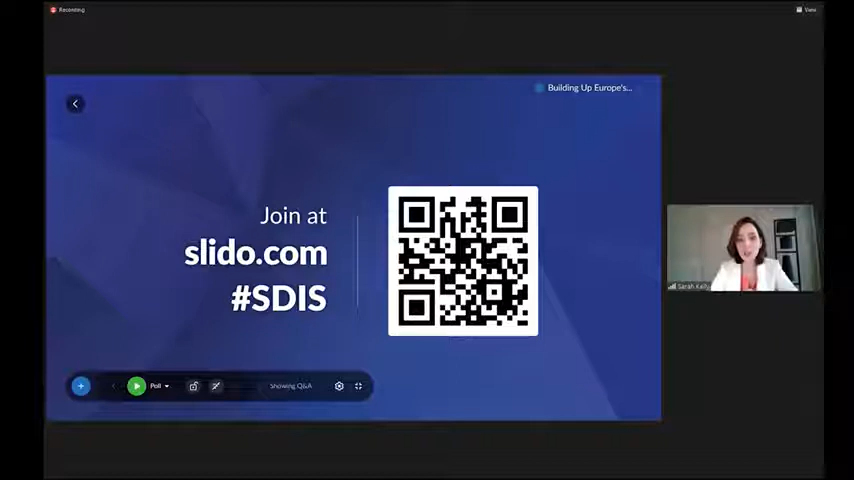 Recording
View
Building Up Europe's...
Join at
slido.com
#SDIS
Sarah Kelly
Poll
Showing Q&A